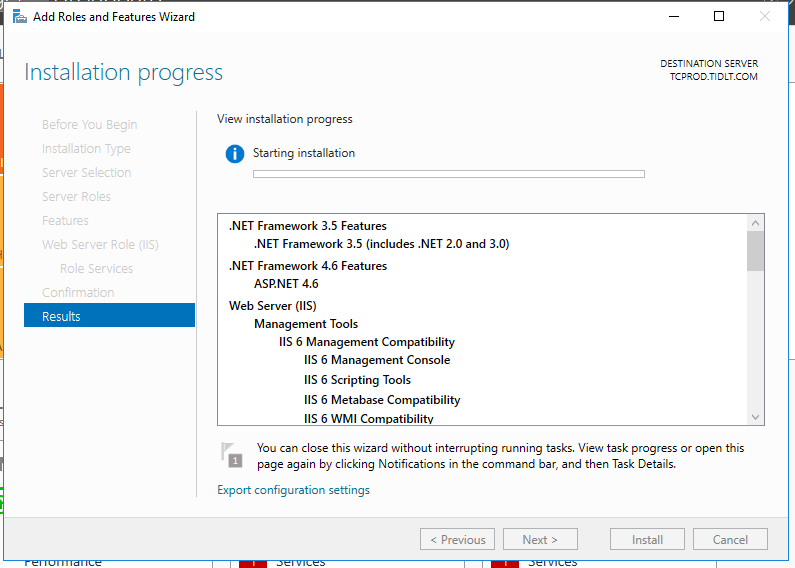 Add Roles and Features Wizard
Installation progress
DESTINATION SERVER
TCPROD.TIDLT.COM
Before You Begin
Installation Type
Server Selection
Server Roles
Features
Web Server Role (IIS)
Role Services
Confirmation
Results
View installation progress
Starting installation
.NET Framework 3.5 Features
.NET Framework 3.5 (includes .NET 2.0 and 3.0)
.NET Framework 4.6 Features
ASP.NET 4.6
Web Server (IIS)
Management Tools
IIS 6 Management Compatibility
IIS 6 Management Console
IIS 6 Scripting Tools
IIS 6 Metabase Compatibility
IIS 6 WMI Compatibility
1
You can close this wizard without interrupting running tasks. View task progress or open this
page again by clicking Notifications in the command bar, and then Task Details.
Export configuration settings
< Previous
Next >
Install
Cancel
Performance
1
Services
1
Services